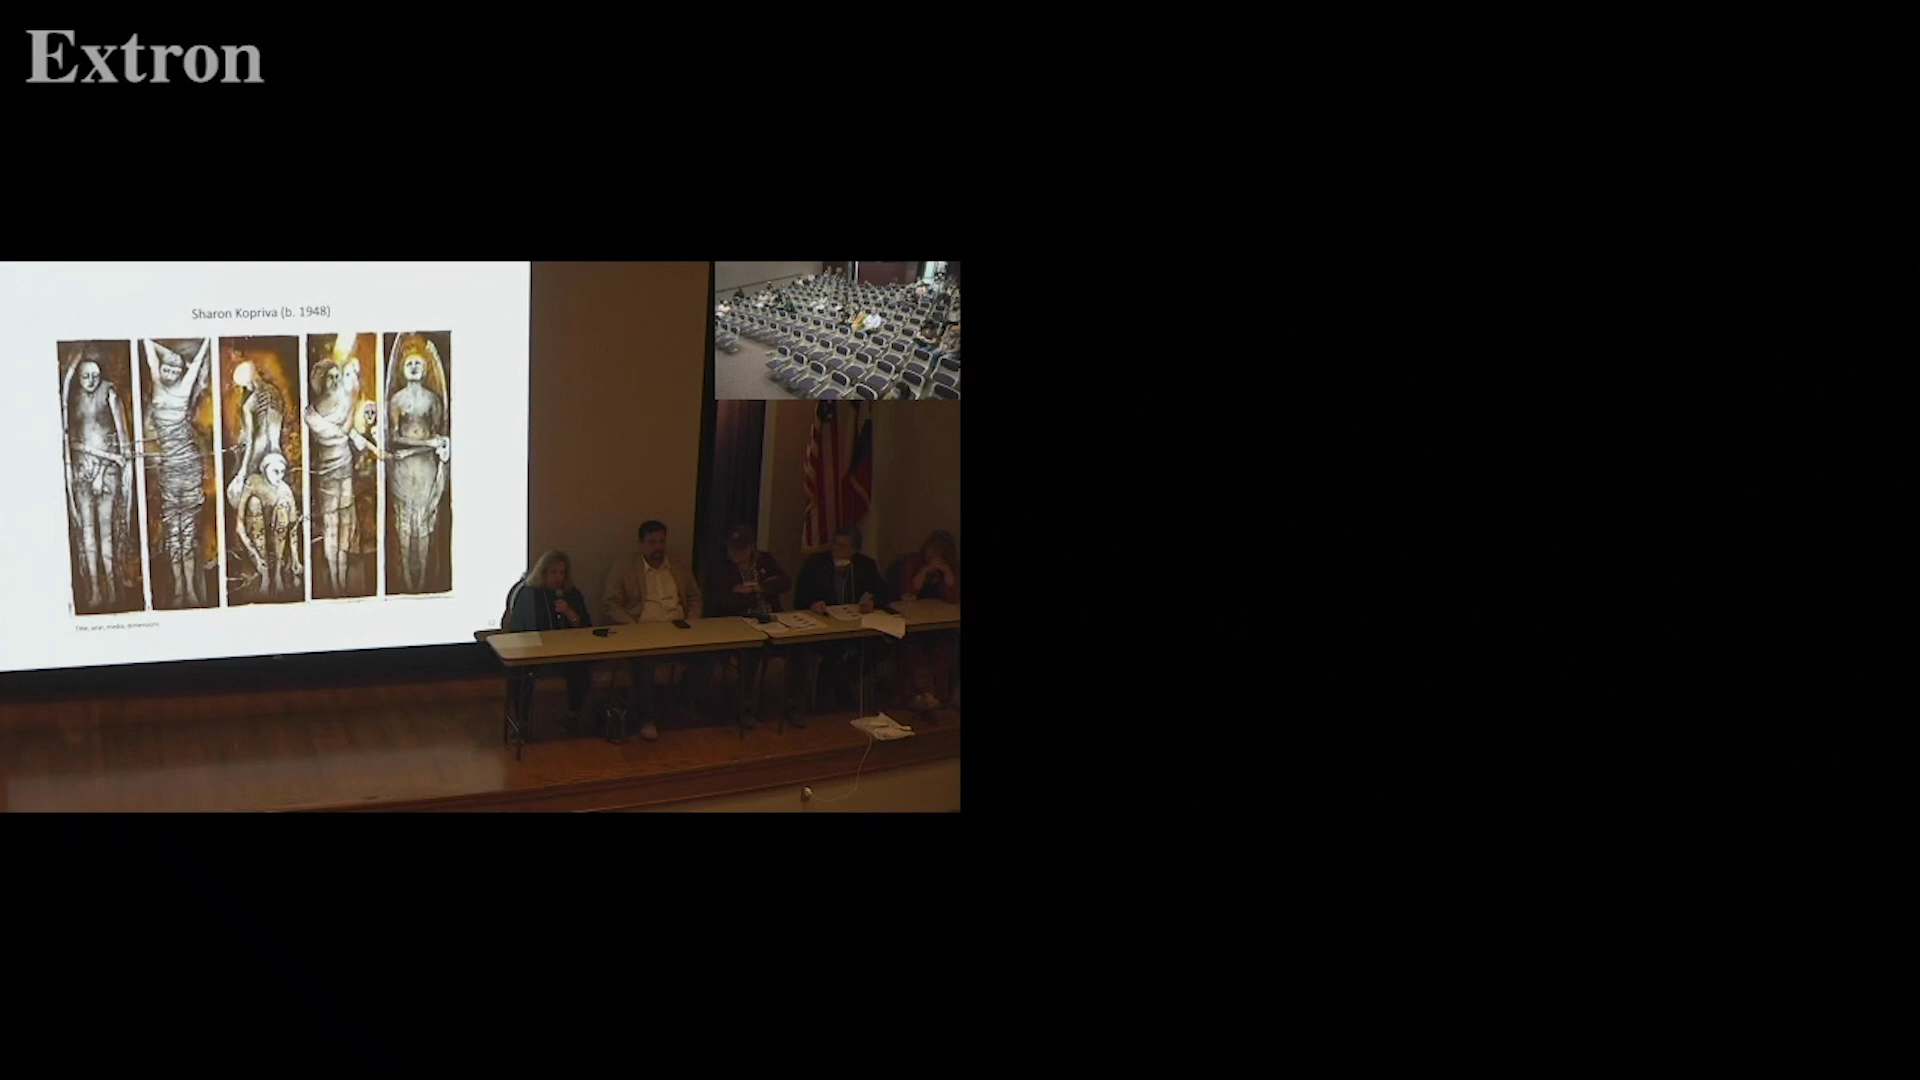 Extron
Sharon Kopriva (b. 1948)
Title, year, media, dimensions